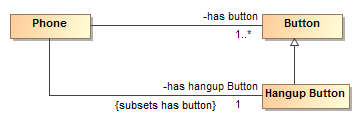 Phone
-has button
Button
1..*
-has hangup Button
Hangup Button
{subsets has button}
1